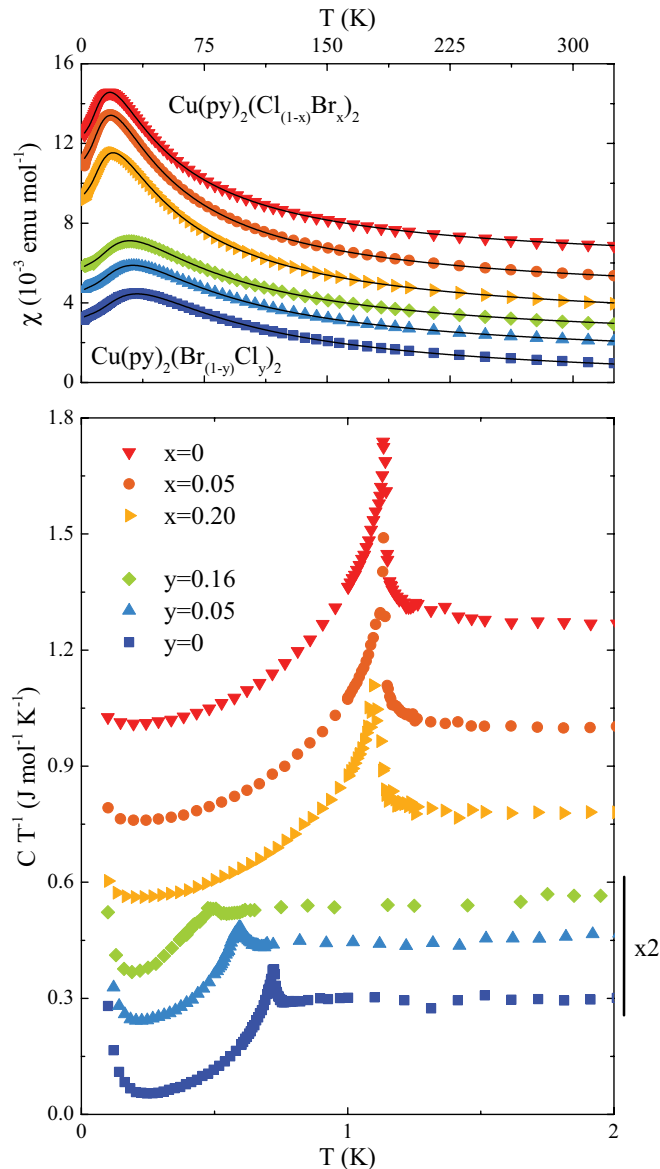 T (K)
0 75 150 225 300
16
12
8
4
0
χ (10⁻³ emu mol⁻¹)
Cu(py)₂(Cl₍₁₋ₓ₎Brₓ)₂
Cu(py)₂(Br₍₁₋y₎Cly)₂
1.8
1.5
1.2
0.9
0.6
0.3
0.0
C T⁻¹ (J mol⁻¹ K⁻¹)
x=0
x=0.05
x=0.20
y=0.16
y=0.05
y=0
x2
0 1 2
T (K)